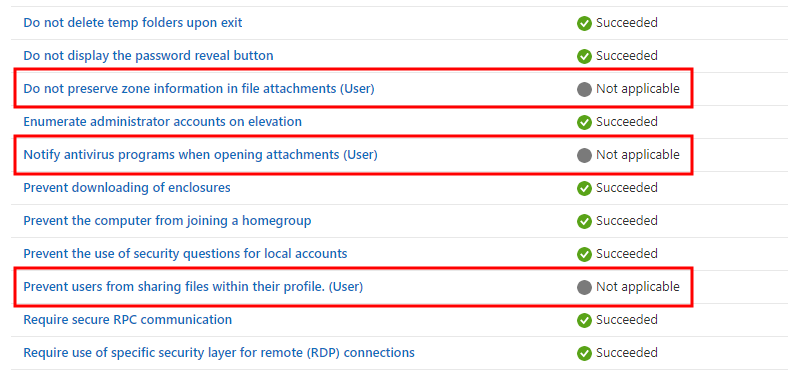 Do not delete temp folders upon exit Succeeded
Do not display the password reveal button Succeeded
Do not preserve zone information in file attachments (User) Not applicable
Enumerate administrator accounts on elevation Succeeded
Notify antivirus programs when opening attachments (User) Not applicable
Prevent downloading of enclosures Succeeded
Prevent the computer from joining a homegroup Succeeded
Prevent the use of security questions for local accounts Succeeded
Prevent users from sharing files within their profile. (User) Not applicable
Require secure RPC communication Succeeded
Require use of specific security layer for remote (RDP) connections Succeeded